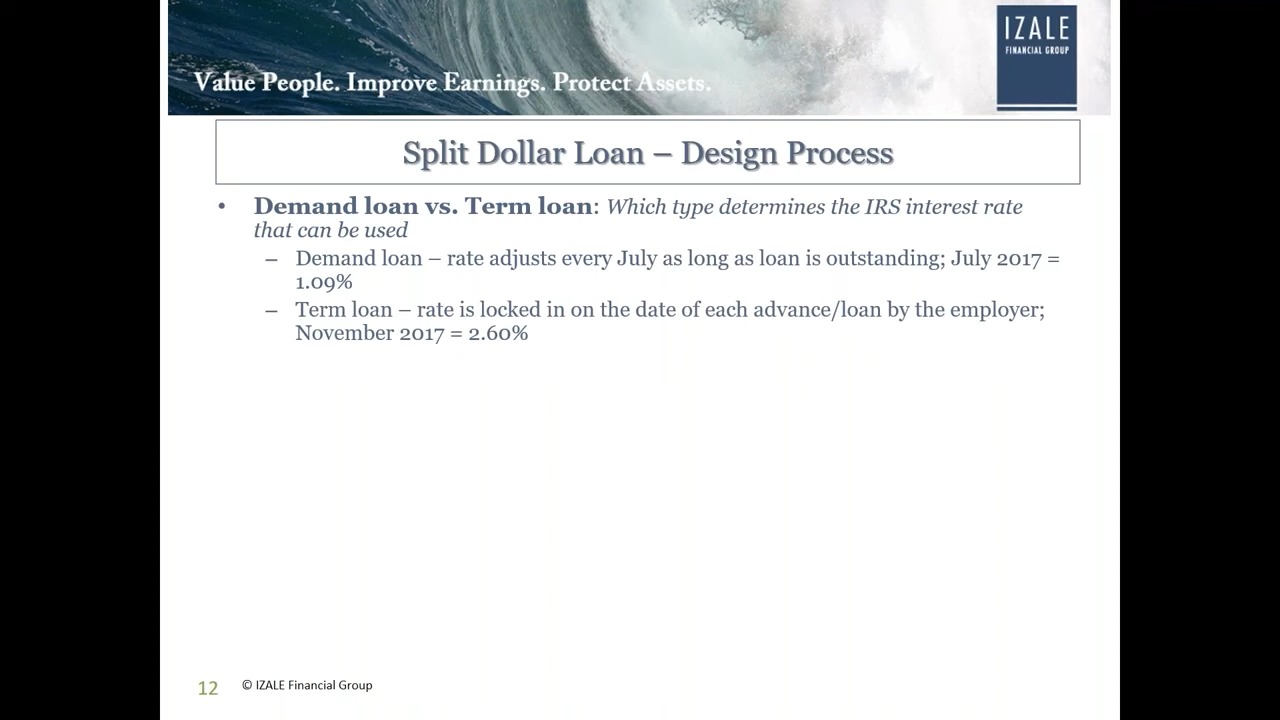 Value People. Improve Earnings. Protect Assets.
IZALE
FINANCIAL GROUP
Split Dollar Loan – Design Process
• Demand loan vs. Term loan: Which type determines the IRS interest rate
that can be used
– Demand loan – rate adjusts every July as long as loan is outstanding; July 2017 =
1.09%
– Term loan – rate is locked in on the date of each advance/loan by the employer;
November 2017 = 2.60%
12 © IZALE Financial Group